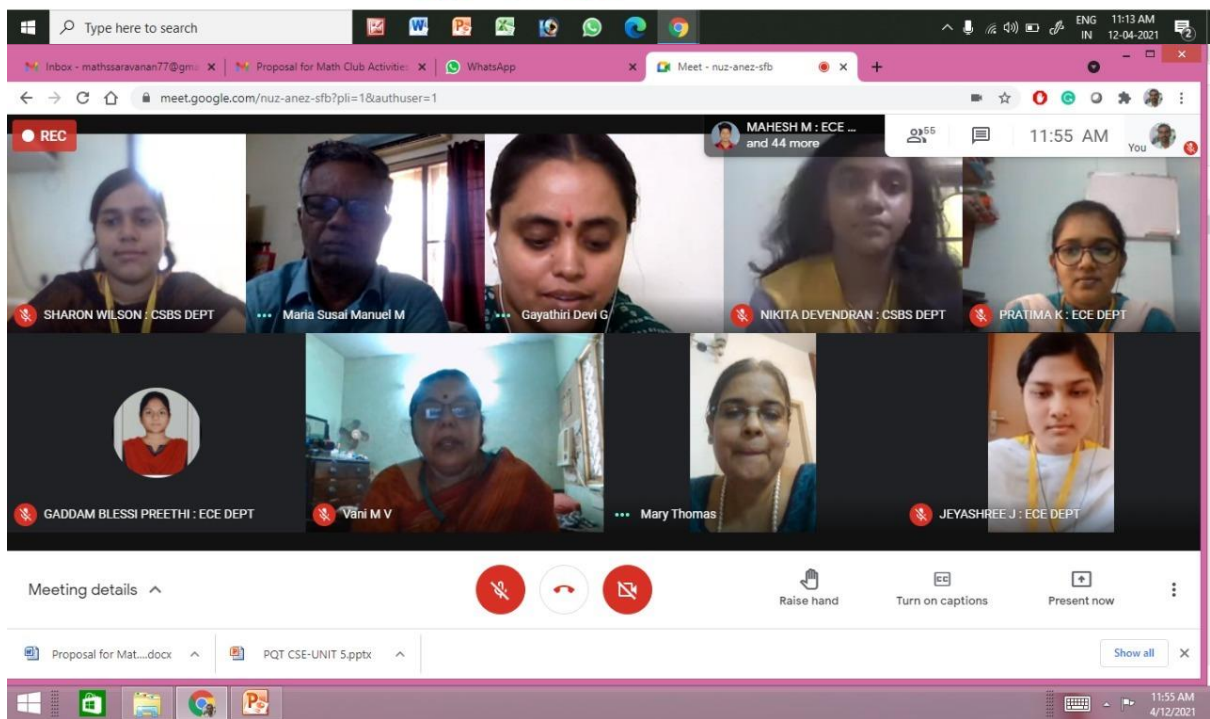 Type here to search
ENG 11:13 AM
IN 12-04-2021
2
Inbox - mathssaravanan77@gma
Proposal for Math Club Activities
WhatsApp
Meet - nuz-anez-sfb
meet.google.com/nuz-anez-sfb?pli=1&authuser=1
REC
MAHESH M : ECE ...
and 44 more
55
11:55 AM
You
SHARON WILSON : CSBS DEPT
Maria Susai Manuel M
Gayathiri Devi G
NIKITA DEVENDRAN : CSBS DEPT
PRATIMA K : ECE DEPT
GADDAM BLESSI PREETHI : ECE DEPT
Vani M V
Mary Thomas
JEYASHREE J : ECE DEPT
Meeting details
Raise hand
CC
Turn on captions
Present now
Proposal for Mat....docx
PQT CSE-UNIT 5.pptx
Show all
11:55 AM
4/12/2021